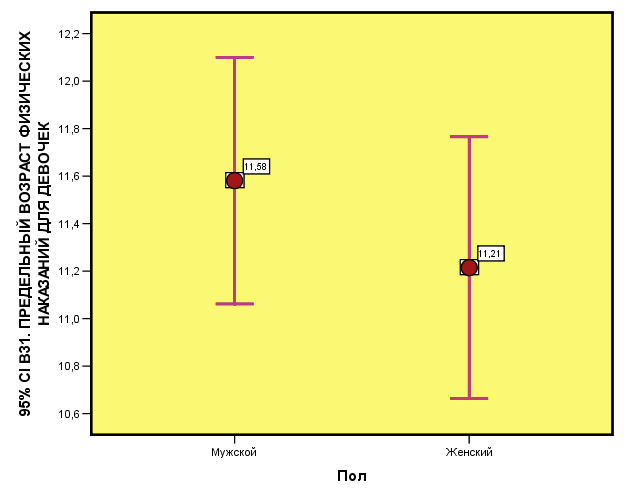 95% CI В31. ПРЕДЕЛЬНЫЙ ВОЗРАСТ ФИЗИЧЕСКИХ
НАКАЗАНИЙ ДЛЯ ДЕВОЧЕК
12,2
12,0
11,8
11,6
11,4
11,2
11,0
10,8
10,6
11,58
11,21
Мужской
Женский
Пол